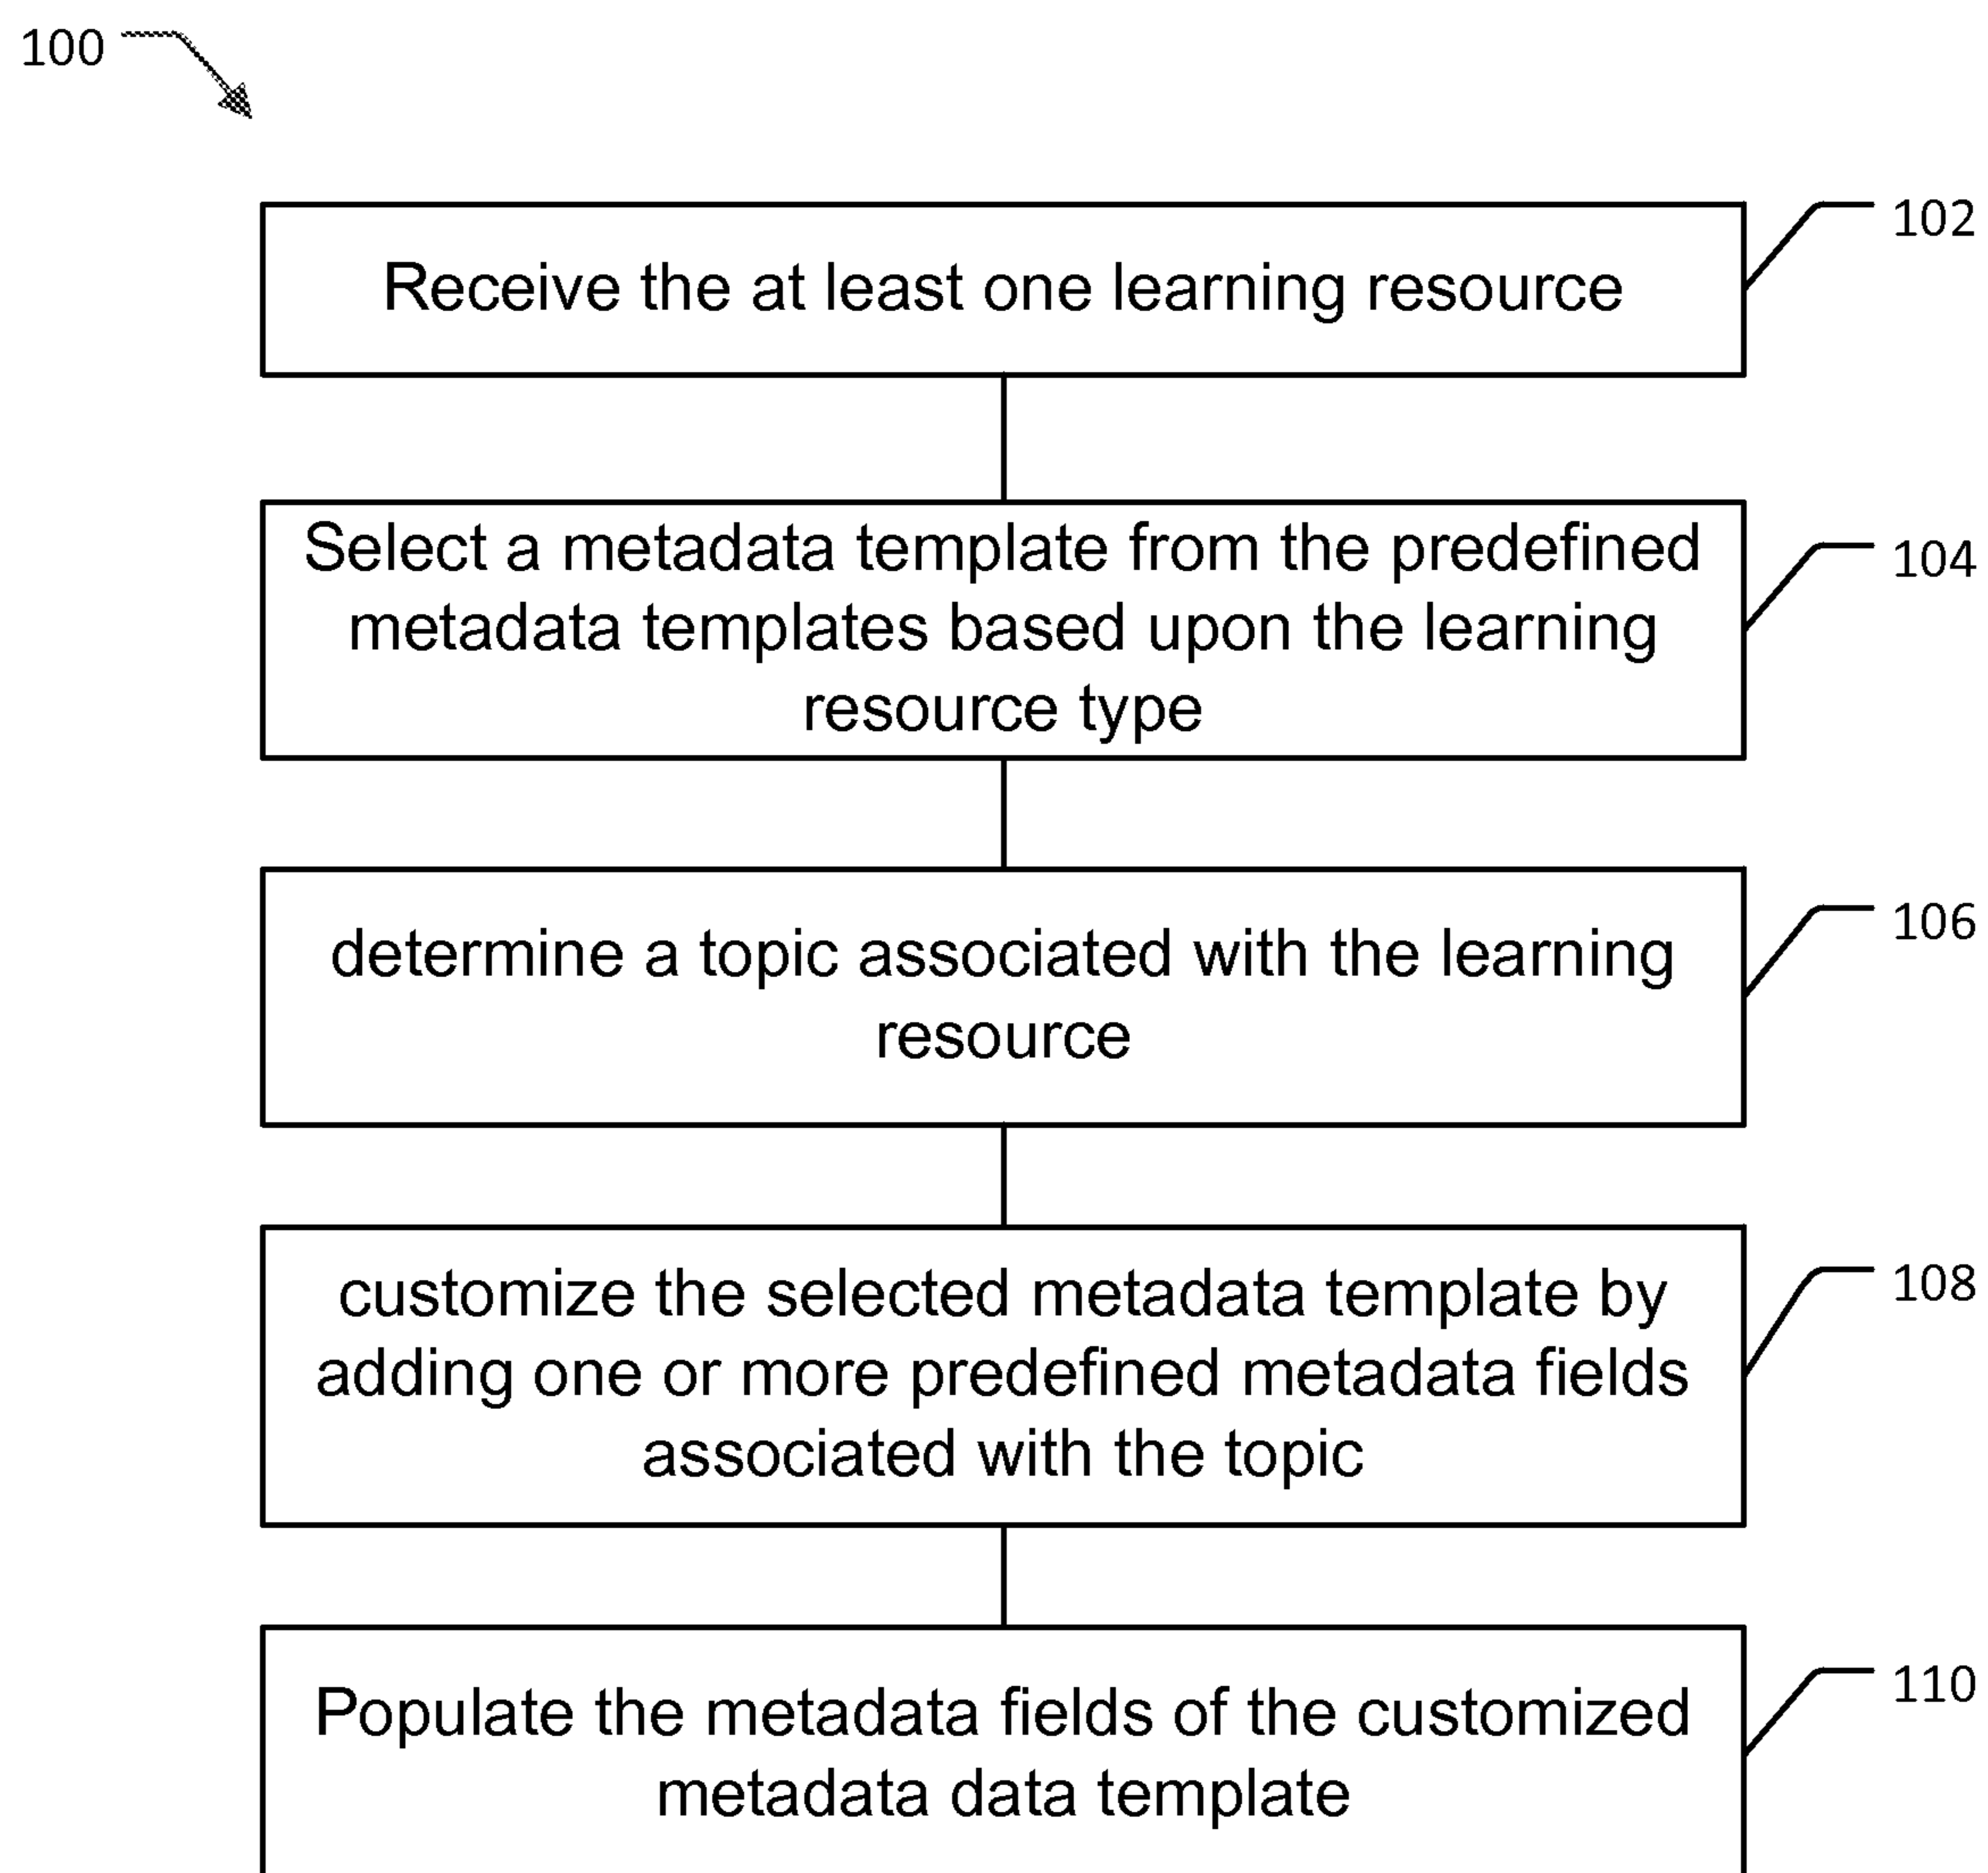 100
102
Receive the at least one learning resource
Select a metadata template from the predefined
metadata templates based upon the learning
resource type
104
determine a topic associated with the learning
resource
106
customize the selected metadata template by
adding one or more predefined metadata fields
associated with the topic
108
Populate the metadata fields of the customized
metadata data template
110